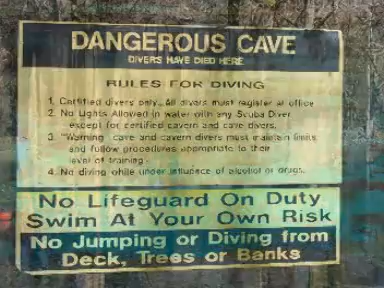 DANGEROUS CAVE
DIVERS HAVE DIED HERE
RULES FOR DIVING
1. Certified divers only. All divers must register at office
2. No Lights Allowed in water with any Scuba Diver
except for certified cavern and cave divers.
3. "Warning" cave and cavern divers must maintain limits
and follow procedures appropriate to their
level of training.
4. No diving while under influence of alcohol or drugs.
No Lifeguard On Duty
Swim At Your Own Risk
No Jumping or Diving from
Deck, Trees or Banks